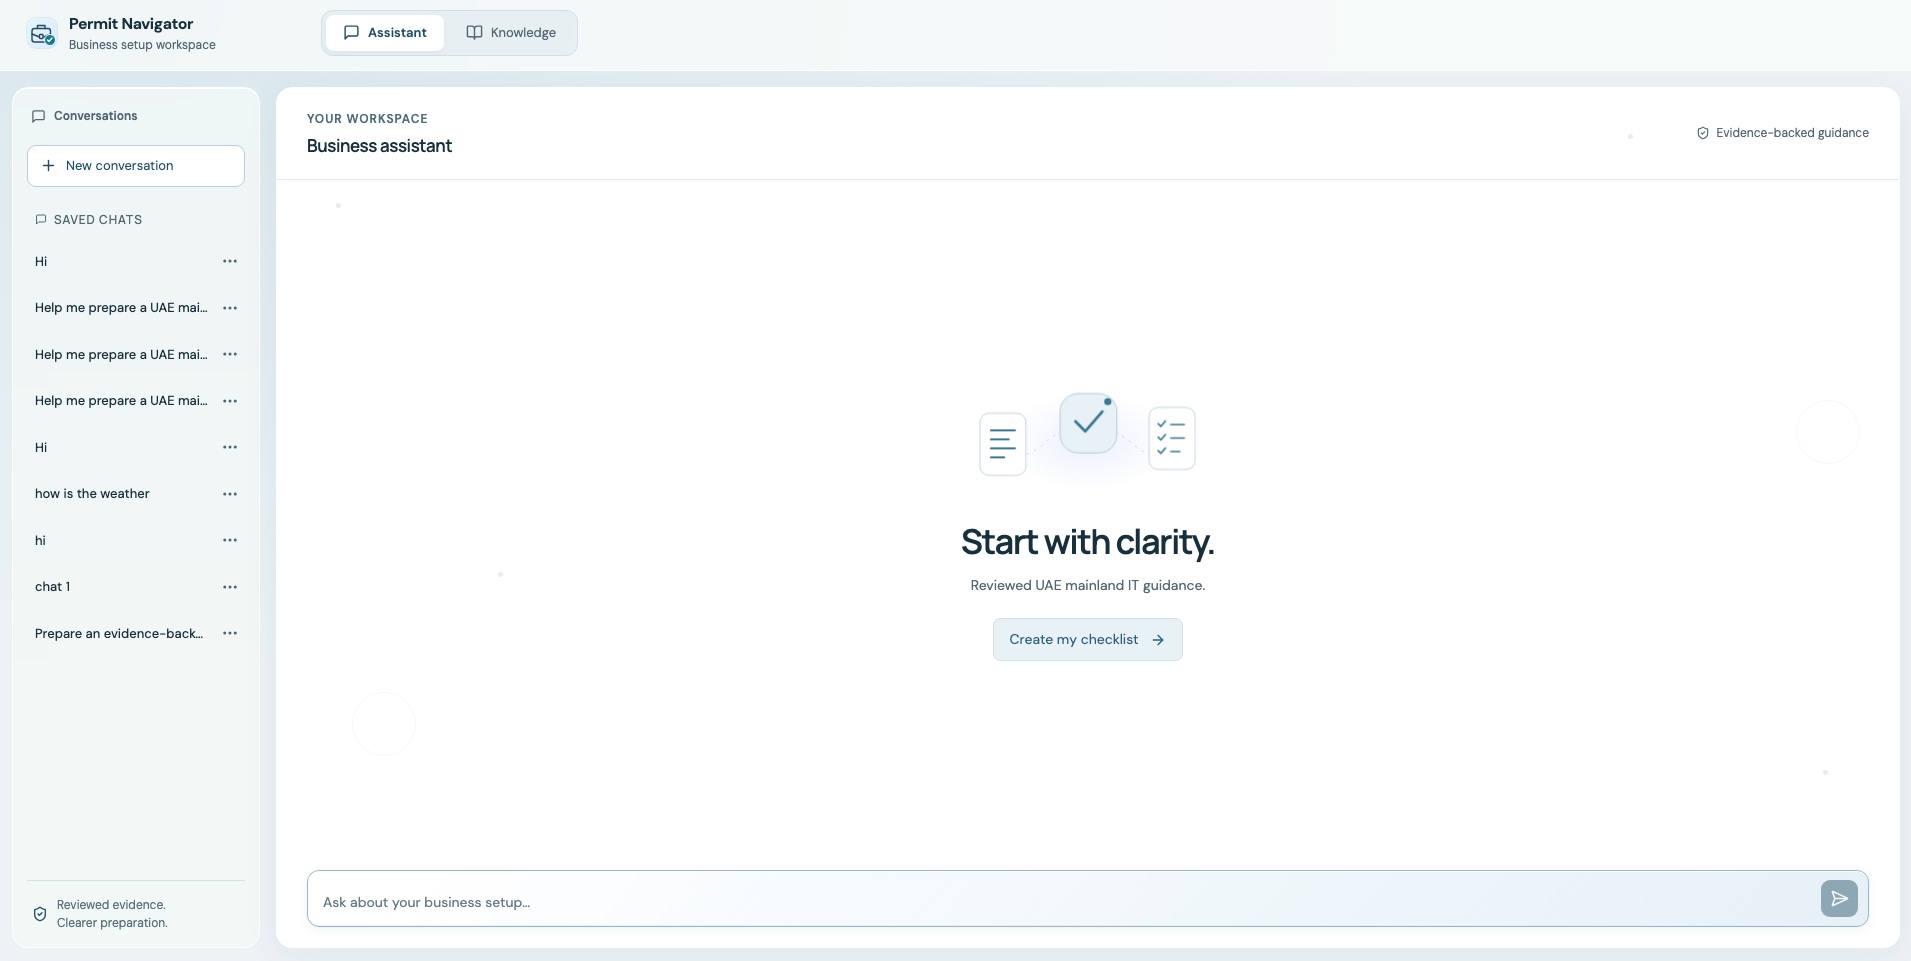 Permit Navigator
Business setup workspace
Assistant
Knowledge
Conversations
New conversation
SAVED CHATS
Hi
Help me prepare a UAE mai...
Help me prepare a UAE mai...
Help me prepare a UAE mai...
Hi
how is the weather
hi
chat 1
Prepare an evidence-back...
Reviewed evidence.
Clearer preparation.
YOUR WORKSPACE
Business assistant
Evidence-backed guidance
Start with clarity.
Reviewed UAE mainland IT guidance.
Create my checklist
Ask about your business setup...